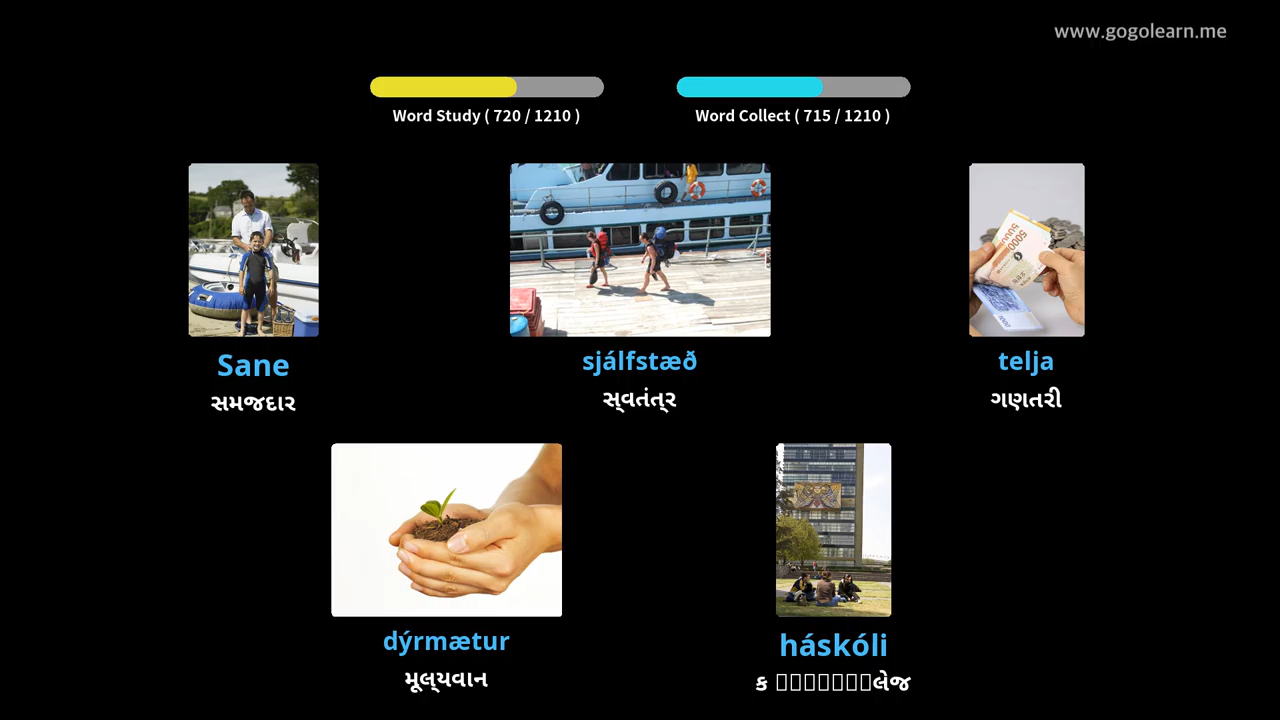 www.gogolearn.me
Word Study ( 720 / 1210 )
Word Collect ( 715 / 1210 )
Sane
સમજદાર
sjálfstæð
સ્વતંત્ર
telja
ગણતરી
dýrmætur
મૂલ્યવાન
háskóli
ક □□□□□□□લેજ